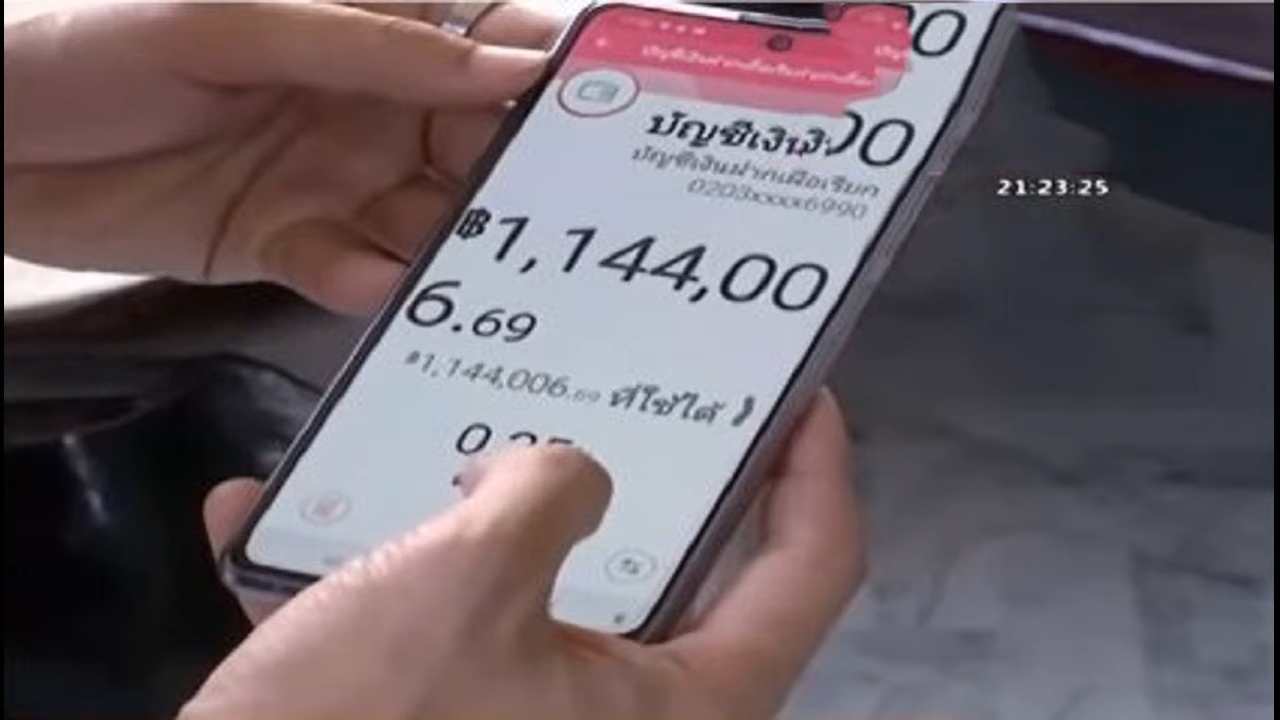 00
บัญชีเงิน
00
บัญชีเงินฝากเผื่อเรียก
0203xxxx6990
21:23:25
฿1,144,00
6.69
฿1,144,006.69 ที่ใช้ได้